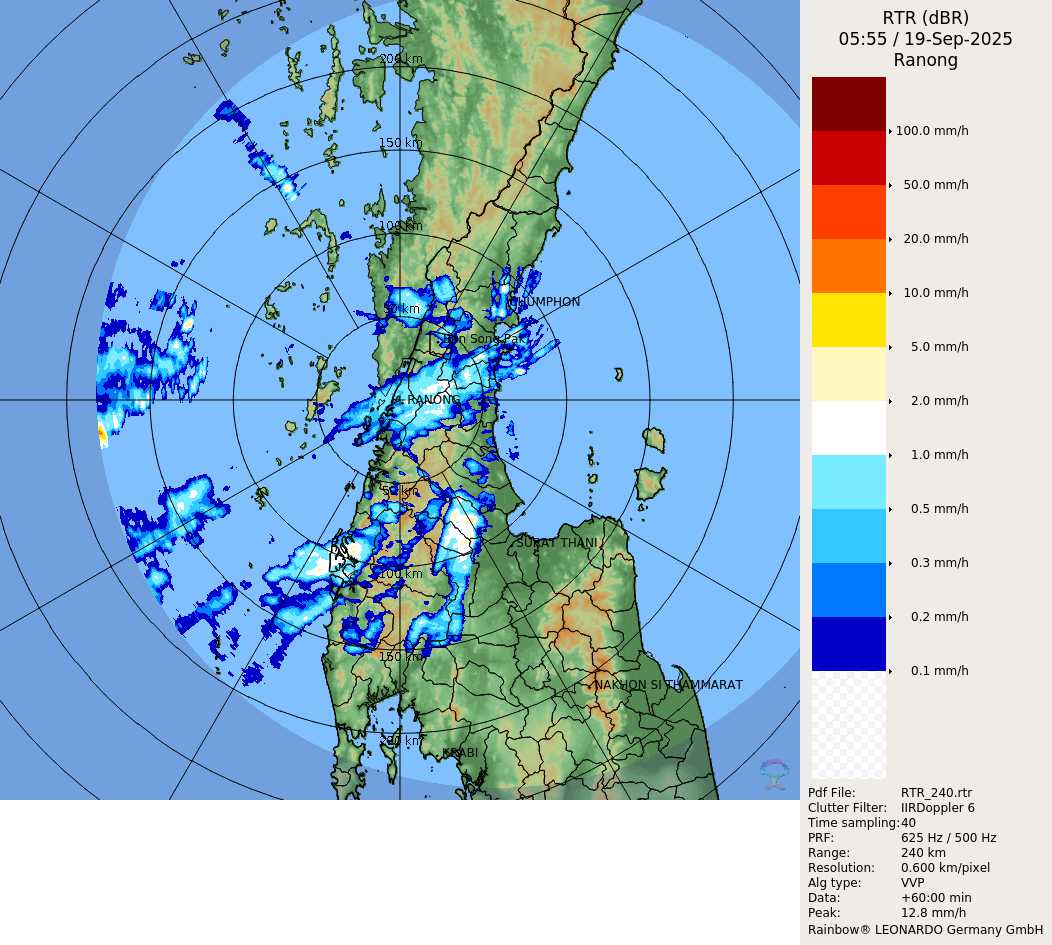 RTR (dBR)
05:55 / 19-Sep-2025
Ranong
100.0 mm/h
50.0 mm/h
20.0 mm/h
10.0 mm/h
5.0 mm/h
2.0 mm/h
1.0 mm/h
0.5 mm/h
0.3 mm/h
0.2 mm/h
0.1 mm/h
200 km
150 km
100 km
50 km
CHUMPHON
RANONG
50 km
SURAT THANI
100 km
150 km
NAKHON SI THAMMARAT
200 km
KRABI
Pdf File: RTR_240.rtr
Clutter Filter: IIRDoppler 6
Time sampling: 40
PRF: 625 Hz / 500 Hz
Range: 240 km
Resolution: 0.600 km/pixel
Alg type: VVP
Data: +60:00 min
Peak: 12.8 mm/h
Rainbow® LEONARDO Germany GmbH